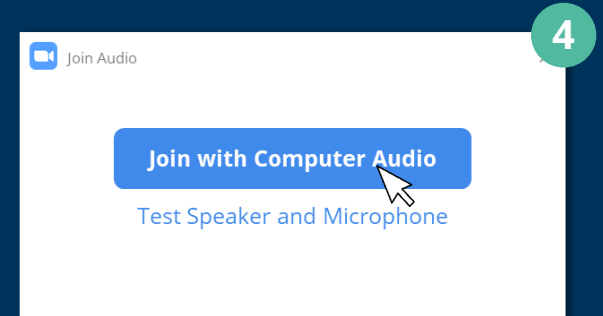 4
Join Audio
Join with Computer Audio
Test Speaker and Microphone